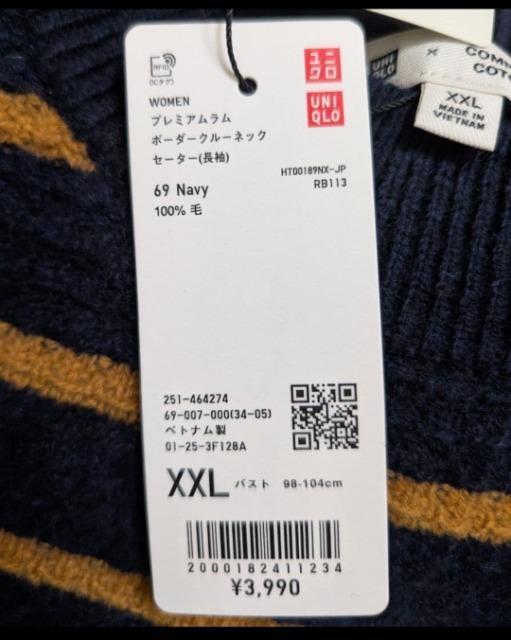 RFID
(ICタグ)
ユニ
クロ
UNI
QLO
WOMEN
プレミアムラム
ボーダークルーネック
セーター(長袖)
HT00189NX-JP
RB113
69 Navy
100% 毛
251-464274
69-007-000(34-05)
ベトナム製
01-25-3F128A
XXL バスト 98-104cm
2000182411234
¥3,990
UNI
QLO
×
XXL
MADE IN
VIETNAM